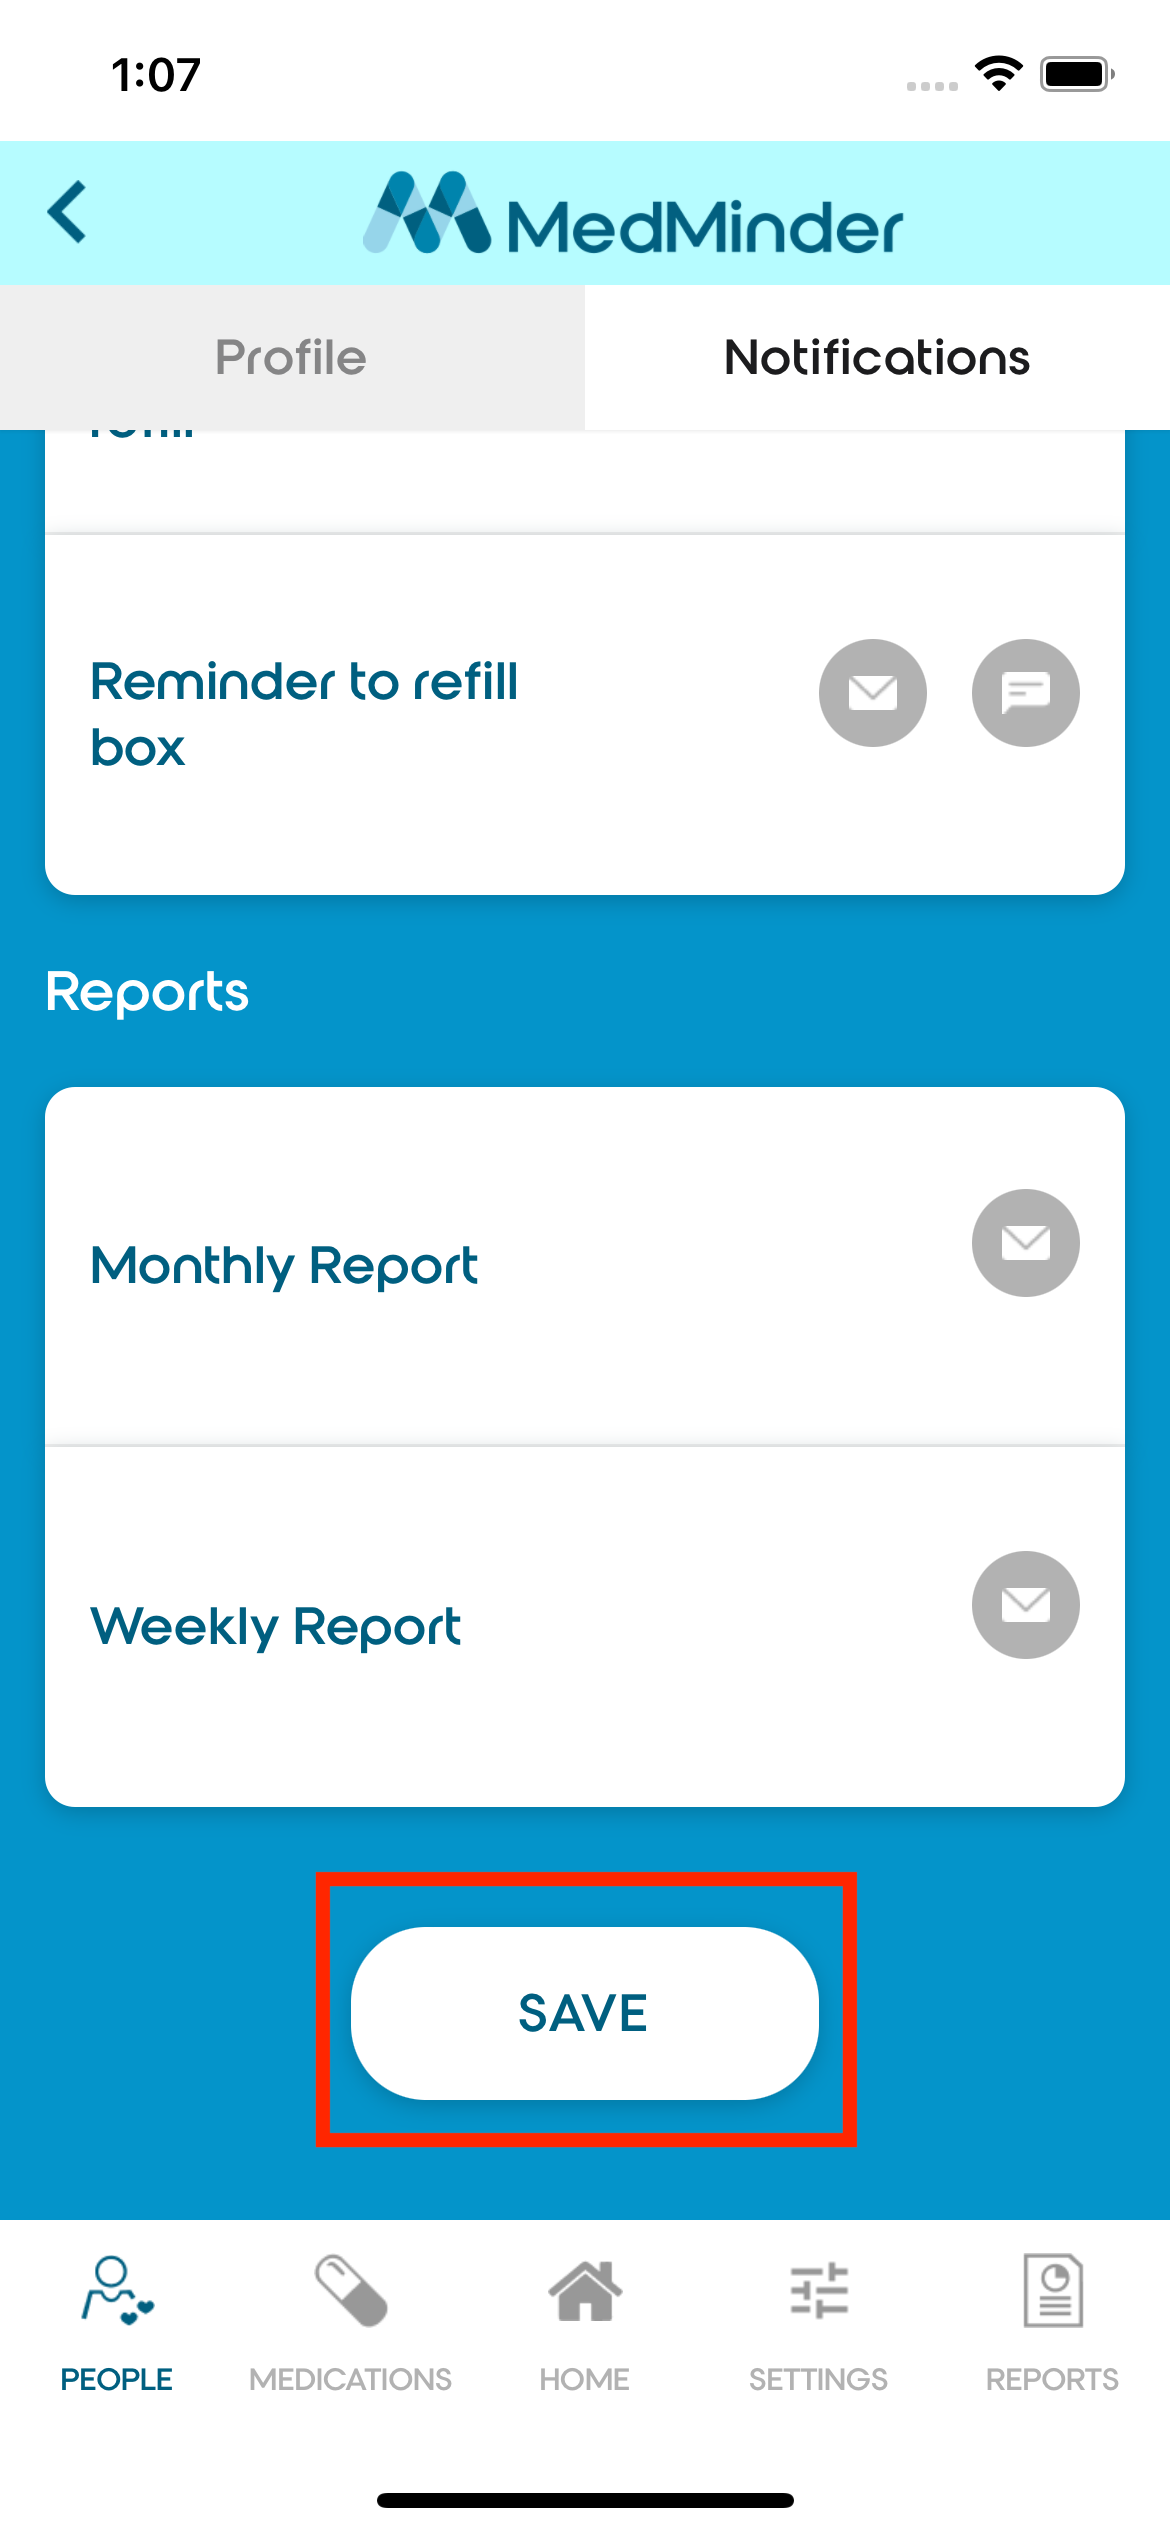 1:07
MedMinder
Profile
Notifications
refill
Reminder to refill
box
Reports
Monthly Report
Weekly Report
SAVE
PEOPLE
MEDICATIONS
HOME
SETTINGS
REPORTS